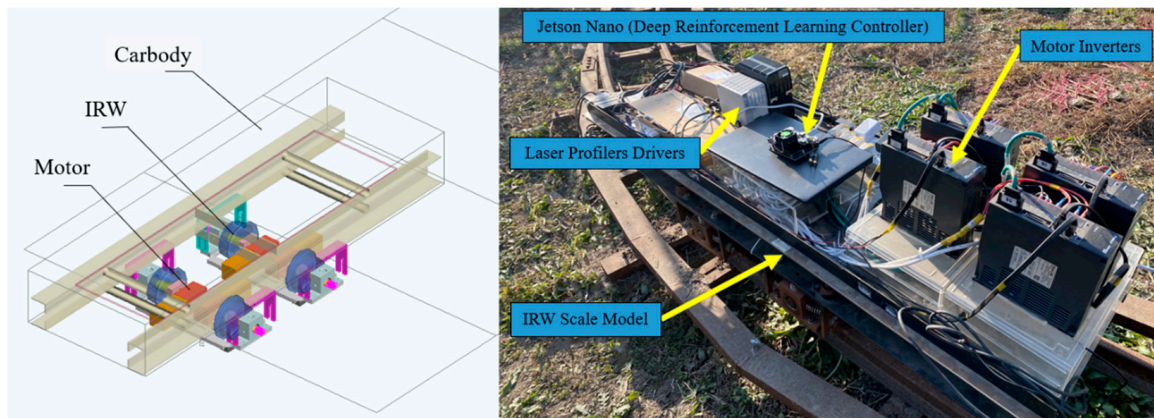 Carbody
IRW
Motor
Jetson Nano (Deep Reinforcement Learning Controller)
Motor Inverters
Laser Profilers Drivers
IRW Scale Model